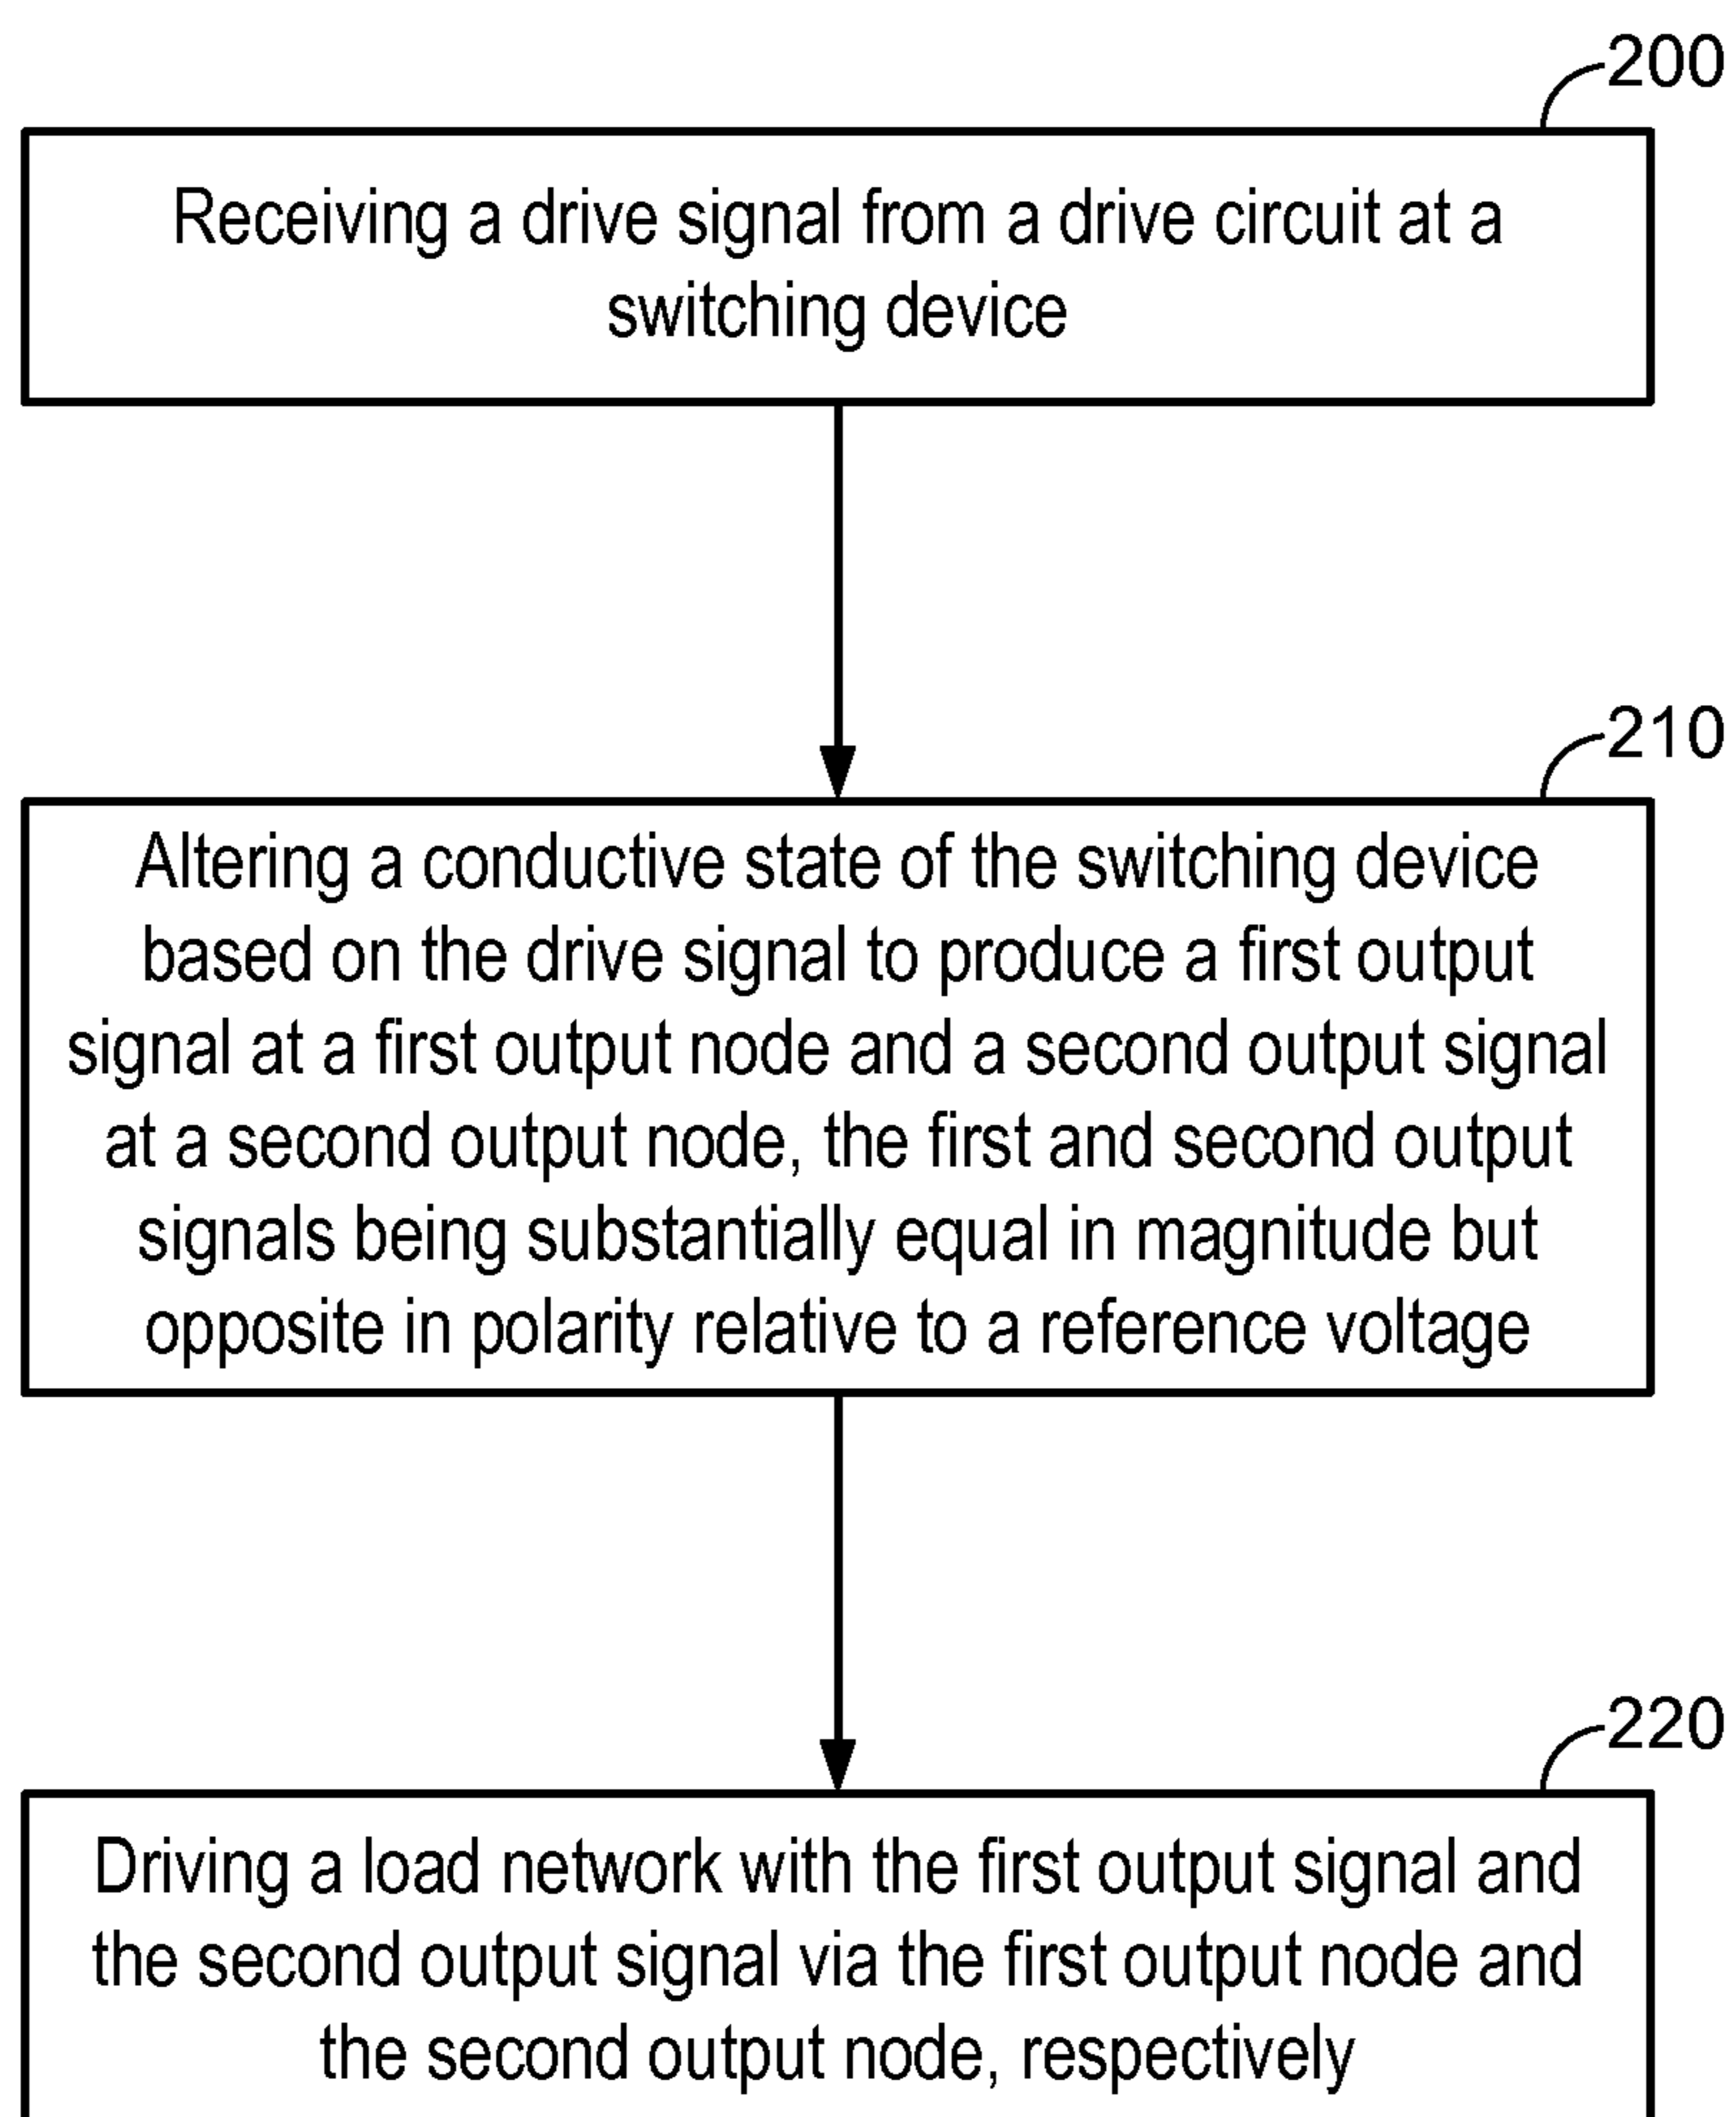 200
Receiving a drive signal from a drive circuit at a
switching device
210
Altering a conductive state of the switching device
based on the drive signal to produce a first output
signal at a first output node and a second output signal
at a second output node, the first and second output
signals being substantially equal in magnitude but
opposite in polarity relative to a reference voltage
220
Driving a load network with the first output signal and
the second output signal via the first output node and
the second output node, respectively